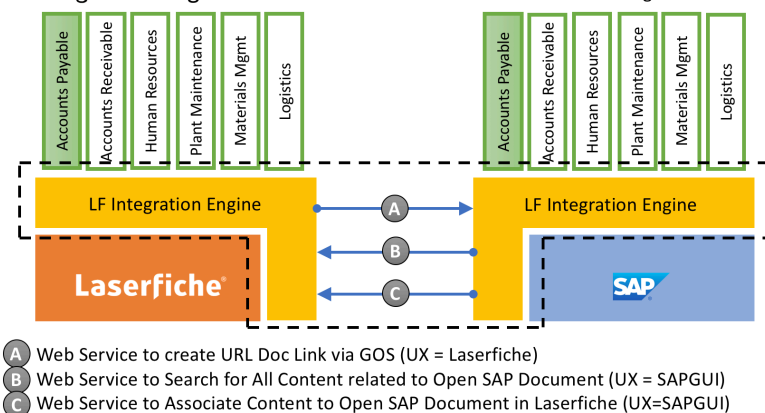 Accounts Payable
Accounts Receivable
Human Resources
Plant Maintenance
Materials Mgmt
Logistics
Accounts Payable
Accounts Receivable
Human Resources
Plant Maintenance
Materials Mgmt
Logistics
LF Integration Engine
A
LF Integration Engine
B
Laserfiche®
SAP
C
A Web Service to create URL Doc Link via GOS (UX = Laserfiche)
B Web Service to Search for All Content related to Open SAP Document (UX = SAPGUI)
C Web Service to Associate Content to Open SAP Document in Laserfiche (UX=SAPGUI)